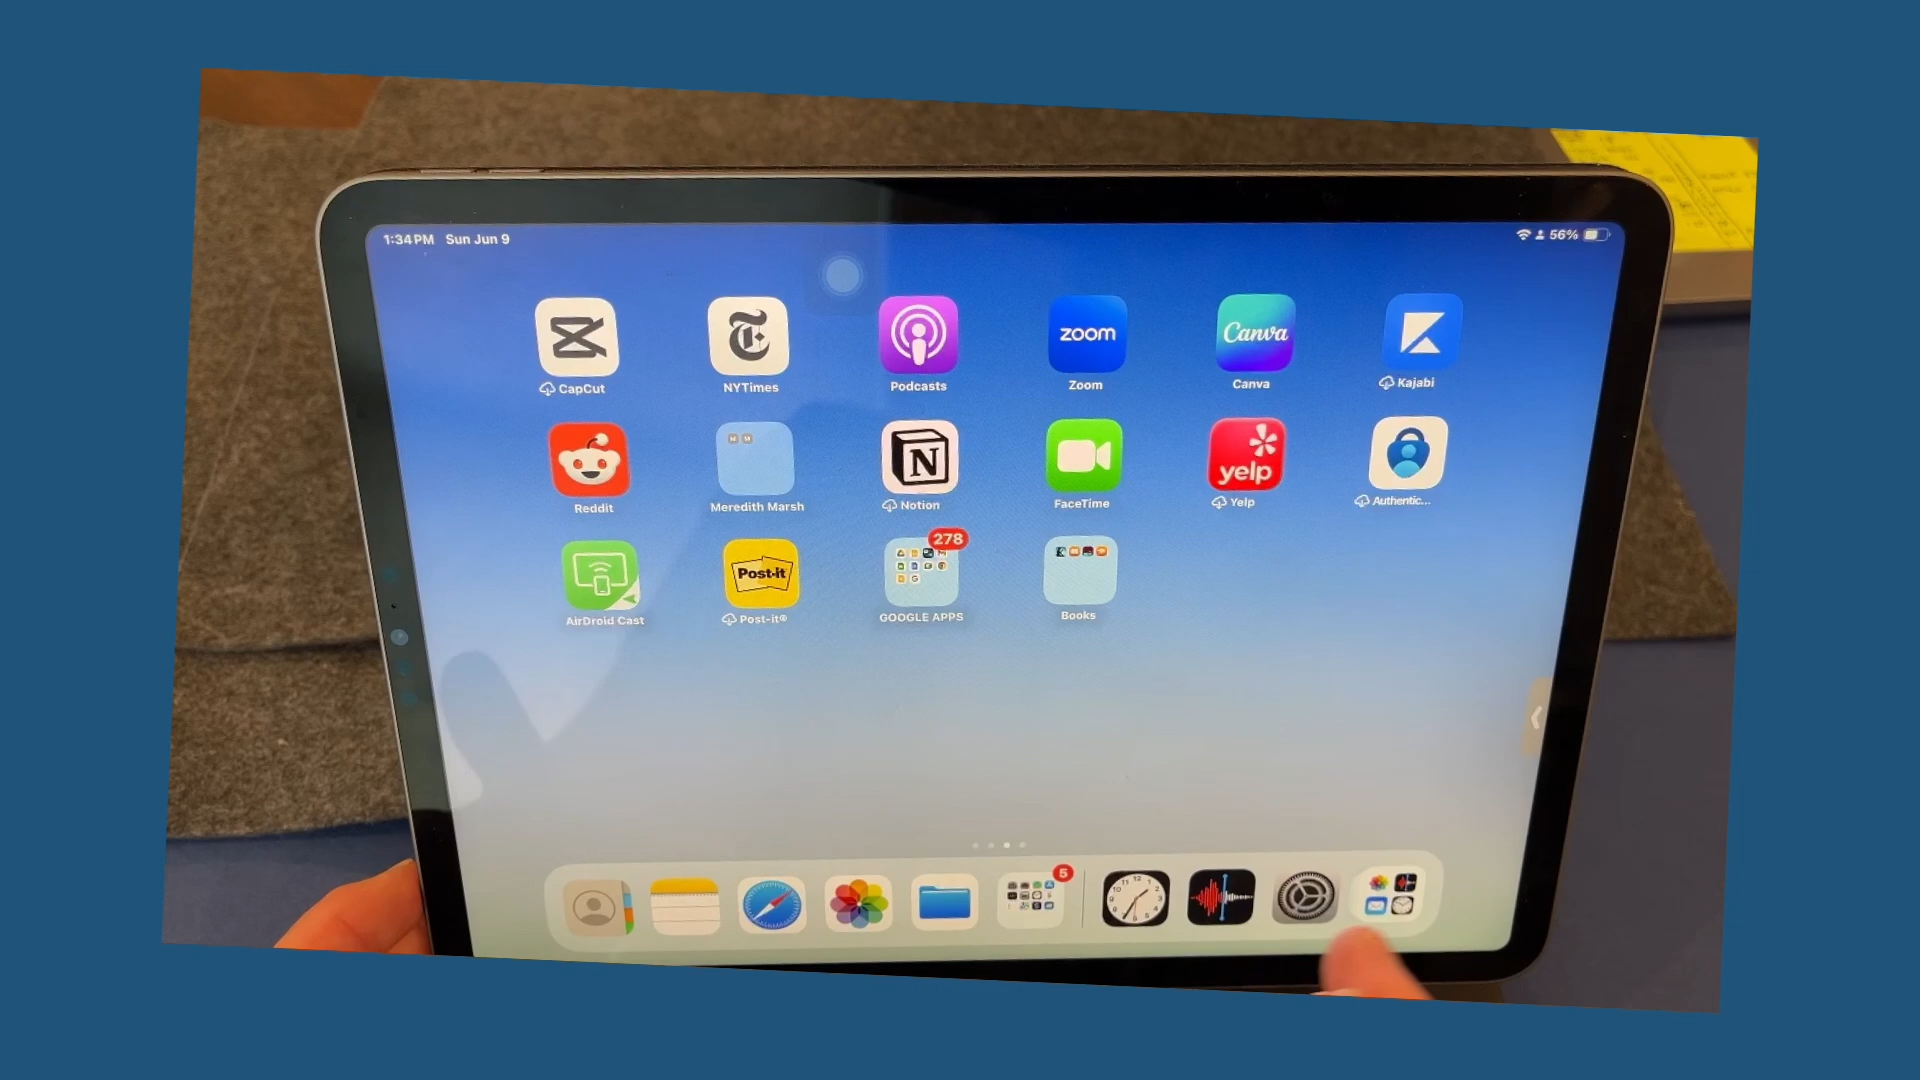 1:34 PM Sun Jun 9
56%
zoom
Canva
CapCut
NYTimes
Podcasts
Zoom
Canva
Kajabi
yelp
Reddit
Meredith Marsh
Notion
FaceTime
Yelp
Authentic...
278
Post-it
AirDroid Cast
Post-it®
GOOGLE APPS
Books
5